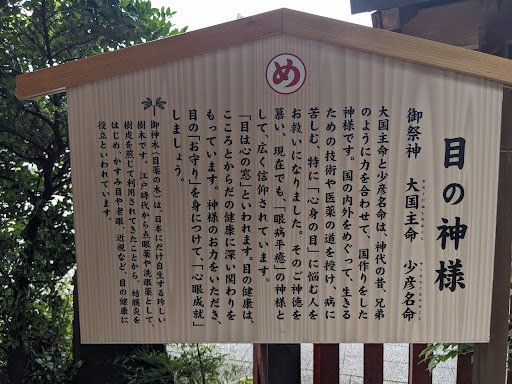 め
目の神様
御祭神　大国主命　少彦名命
大国主命と少彦名命は、神代の昔、兄弟
のように力を合わせて、国作りをした
神様です。国の内外をめぐって、生きる
ための技術や医薬の道を授け、病に
苦しむ、特に「心身の目」に悩む人を
お救いになりました。そのご神徳を
慕い、現在でも、「眼病平癒」の神様と
して、広く信仰されています。
「目は心の窓」といわれます。目の健康は、
こころとからだの健康に深い関わりを
もっています。神様のお力をいただき、
目の「お守り」を身につけて、「心眼成就」
しましょう。
御神木（目薬の木）は、日本にだけ自生する珍しい
樹木です。江戸時代から点眼薬や洗眼薬として、
樹皮を煎じて利用されてきたことから、結膜炎を
はじめ、かすみ目や老眼、近視など、目の健康に
役立といわれています。